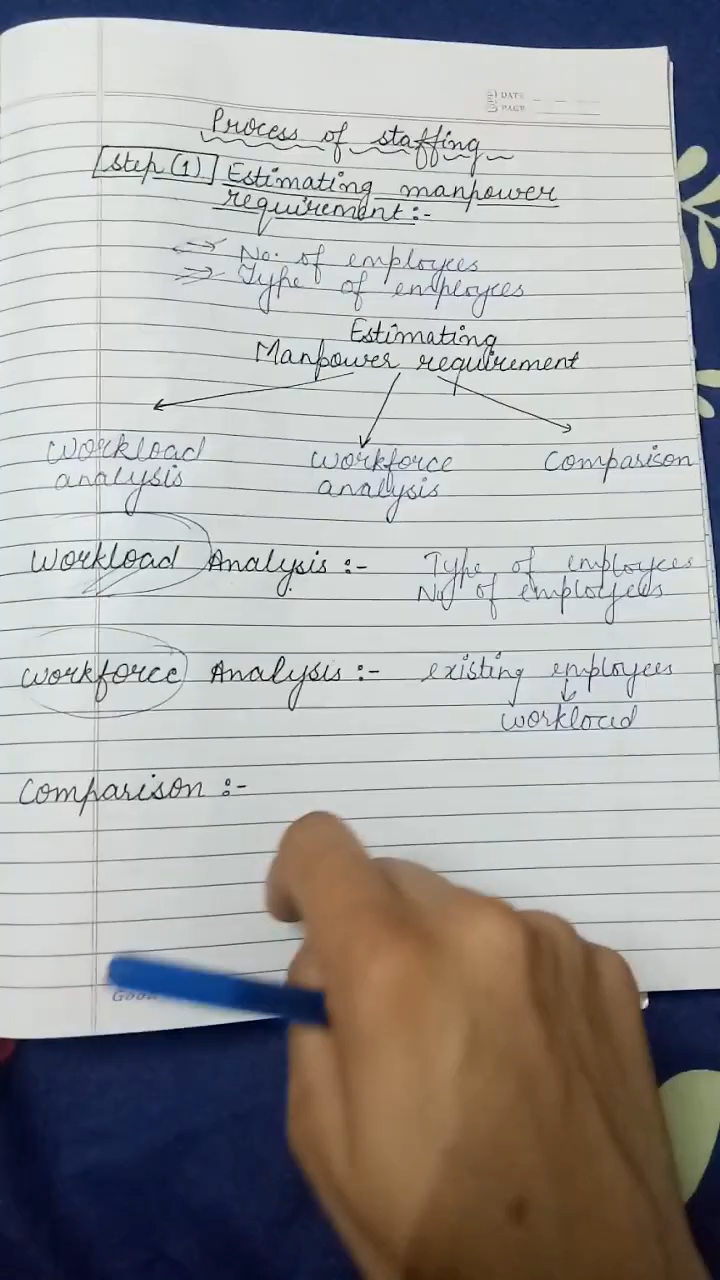 DATE
PAGE
Process of staffing
Step (1) Estimating manpower
requirement :-
No. of employees
Type of employees
Estimating
Manpower requirement
Workload
analysis
Workforce
analysis
Comparison
Workload Analysis :- Type of employees
No. of employees
Workforce Analysis :- existing employees
workload
Comparison :-